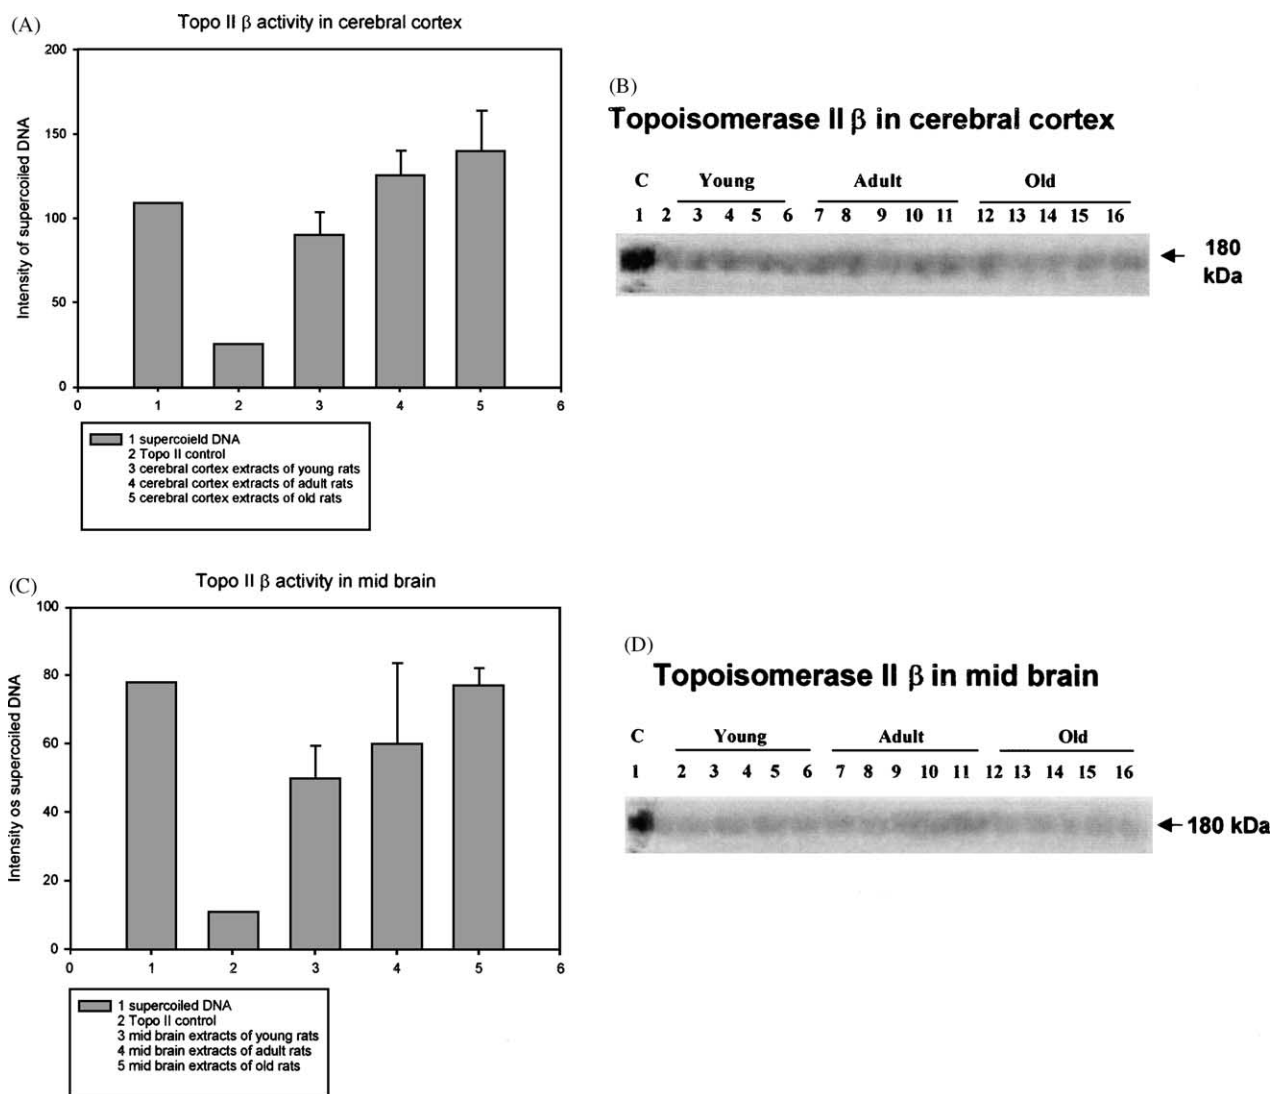 (A)
Topo II β activity in cerebral cortex
Intensity of supercoiled DNA
200
150
100
50
0
0 1 2 3 4 5 6
1 supercoield DNA
2 Topo II control
3 cerebral cortex extracts of young rats
4 cerebral cortex extracts of adult rats
5 cerebral cortex extracts of old rats
(B)
Topoisomerase II β in cerebral cortex
C Young Adult Old
1 2 3 4 5 6 7 8 9 10 11 12 13 14 15 16
180
kDa
(C)
Topo II β activity in mid brain
Intensity os supercoiled DNA
100
80
60
40
20
0
0 1 2 3 4 5 6
1 supercoiled DNA
2 Topo II control
3 mid brain extracts of young rats
4 mid brain extracts of adult rats
5 mid brain extracts of old rats
(D)
Topoisomerase II β in mid brain
C Young Adult Old
1 2 3 4 5 6 7 8 9 10 11 12 13 14 15 16
180 kDa